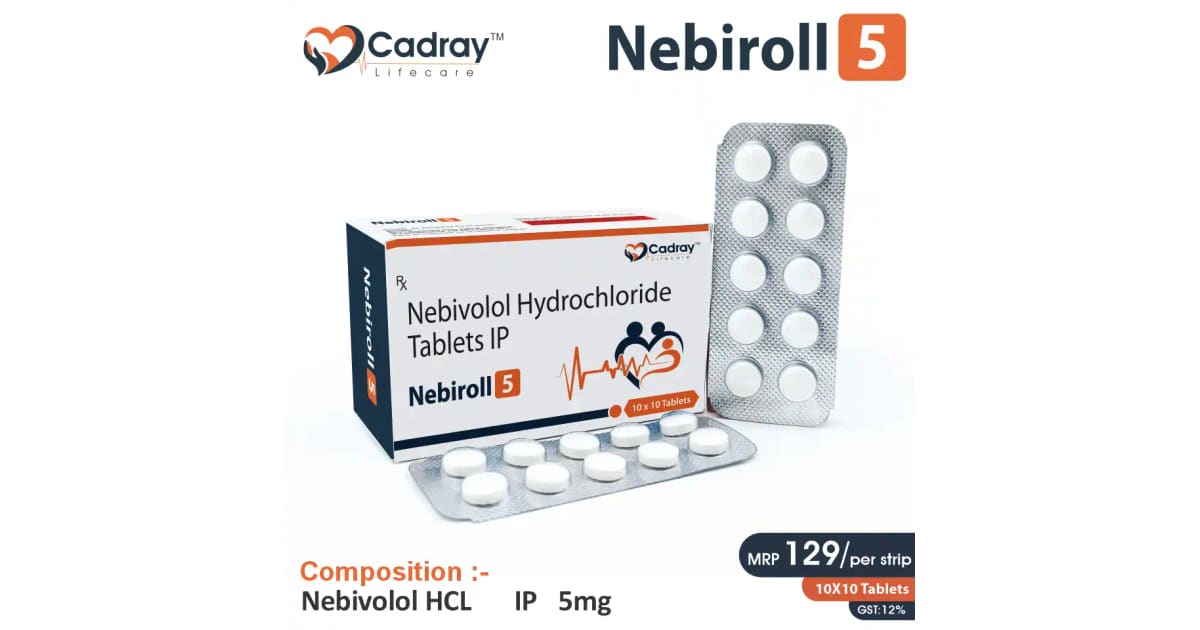 Cadray™
Lifecare
Nebiroll 5
Nebiroll 5
Cadray™
Lifecare
Rx
Nebivolol Hydrochloride
Tablets IP
Nebiroll 5
10 x 10 Tablets
Nebiroll 5
Composition :-
Nebivolol HCL IP 5mg
MRP 129/per strip
10X10 Tablets
GST:12%